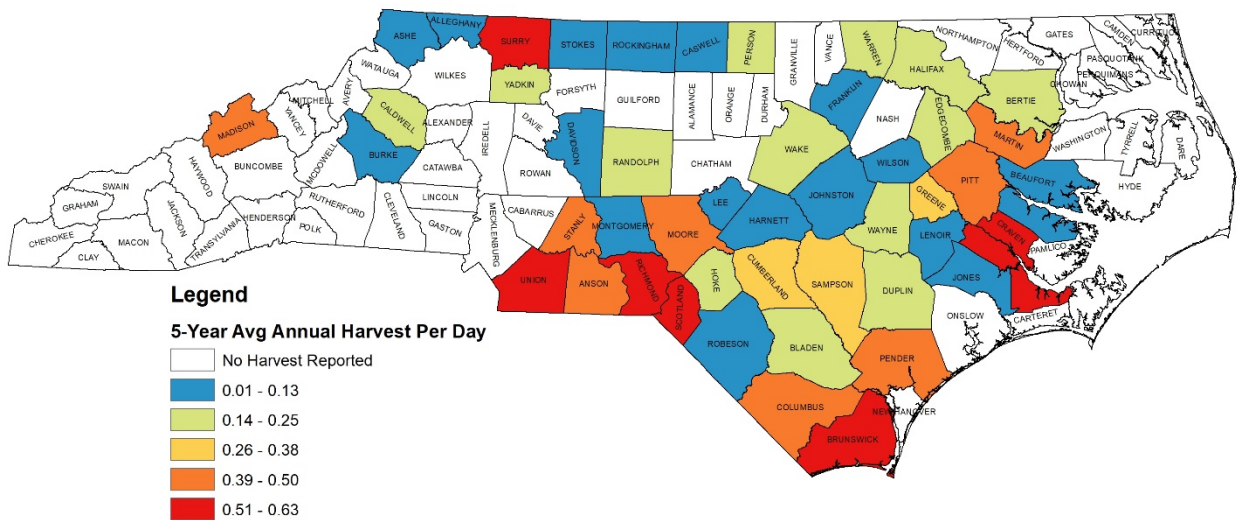 ALLEGHANY
ASHE
SURRY
STOKES
ROCKINGHAM
CASWELL
PERSON
GRANVILLE
VANCE
WARREN
NORTHAMPTON
HERTFORD
GATES
CAMDEN
CURRITUCK
PASQUOTANK
PERQUIMANS
WATAUGA
WILKES
YADKIN
FORSYTH
GUILFORD
ALAMANCE
ORANGE
DURHAM
FRANKLIN
HALIFAX
BERTIE
AVERY
MITCHELL
YANCEY
CALDWELL
ALEXANDER
IREDELL
DAVIE
DAVIDSON
RANDOLPH
CHATHAM
WAKE
NASH
EDGECOMBE
MARTIN
WASHINGTON
TYRRELL
DARE
MADISON
BUNCOMBE
MCDOWELL
BURKE
CATAWBA
ROWAN
WILSON
PITT
BEAUFORT
HYDE
HAYWOOD
SWAIN
GRAHAM
JACKSON
RUTHERFORD
CLEVELAND
LINCOLN
GASTON
MECKLENBURG
CABARRUS
STANLY
MONTGOMERY
MOORE
LEE
HARNETT
JOHNSTON
WAYNE
GREENE
LENOIR
CRAVEN
PAMLICO
CHEROKEE
CLAY
MACON
TRANSYLVANIA
HENDERSON
POLK
UNION
ANSON
RICHMOND
SCOTLAND
HOKE
CUMBERLAND
SAMPSON
DUPLIN
JONES
ONSLOW
CARTERET
ROBESON
BLADEN
PENDER
COLUMBUS
NEW HANOVER
BRUNSWICK
Legend
5-Year Avg Annual Harvest Per Day
No Harvest Reported
0.01 - 0.13
0.14 - 0.25
0.26 - 0.38
0.39 - 0.50
0.51 - 0.63